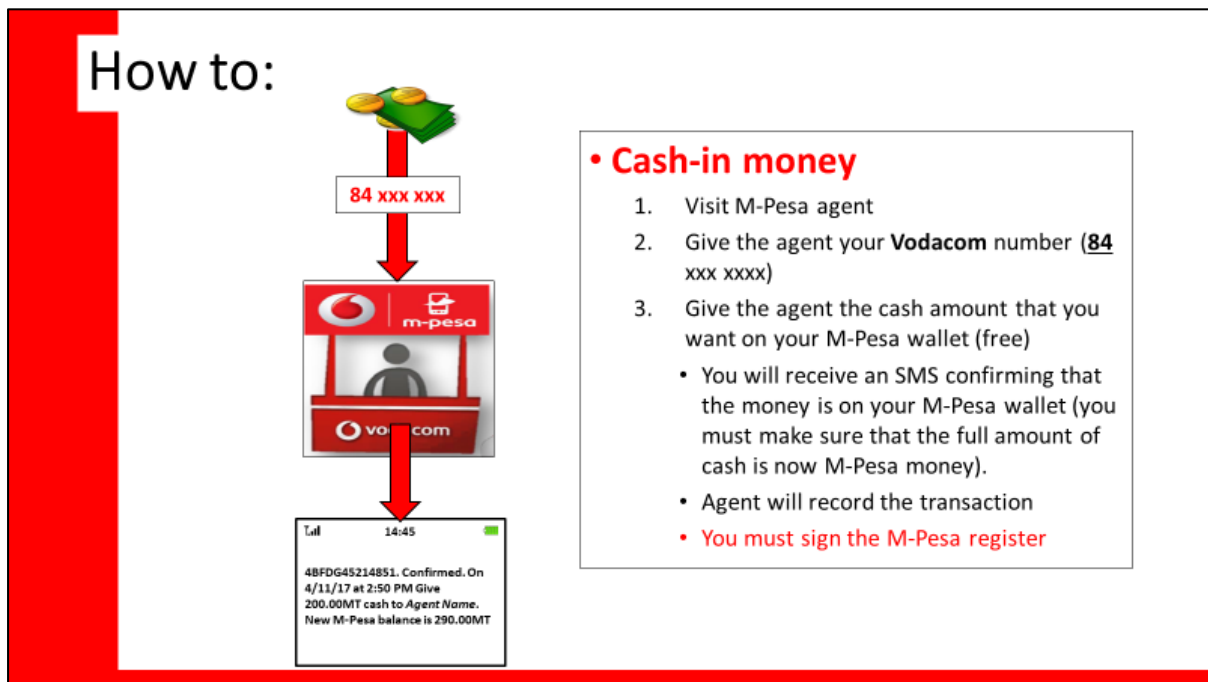 How to:
84 xxx xxx
m-pesa
vodacom
14:45
4BFDG45214851. Confirmed. On
4/11/17 at 2:50 PM Give
200.00MT cash to Agent Name.
New M-Pesa balance is 290.00MT
• Cash-in money
1. Visit M-Pesa agent
2. Give the agent your Vodacom number (84
xxx xxxx)
3. Give the agent the cash amount that you
want on your M-Pesa wallet (free)
• You will receive an SMS confirming that
the money is on your M-Pesa wallet (you
must make sure that the full amount of
cash is now M-Pesa money).
• Agent will record the transaction
• You must sign the M-Pesa register